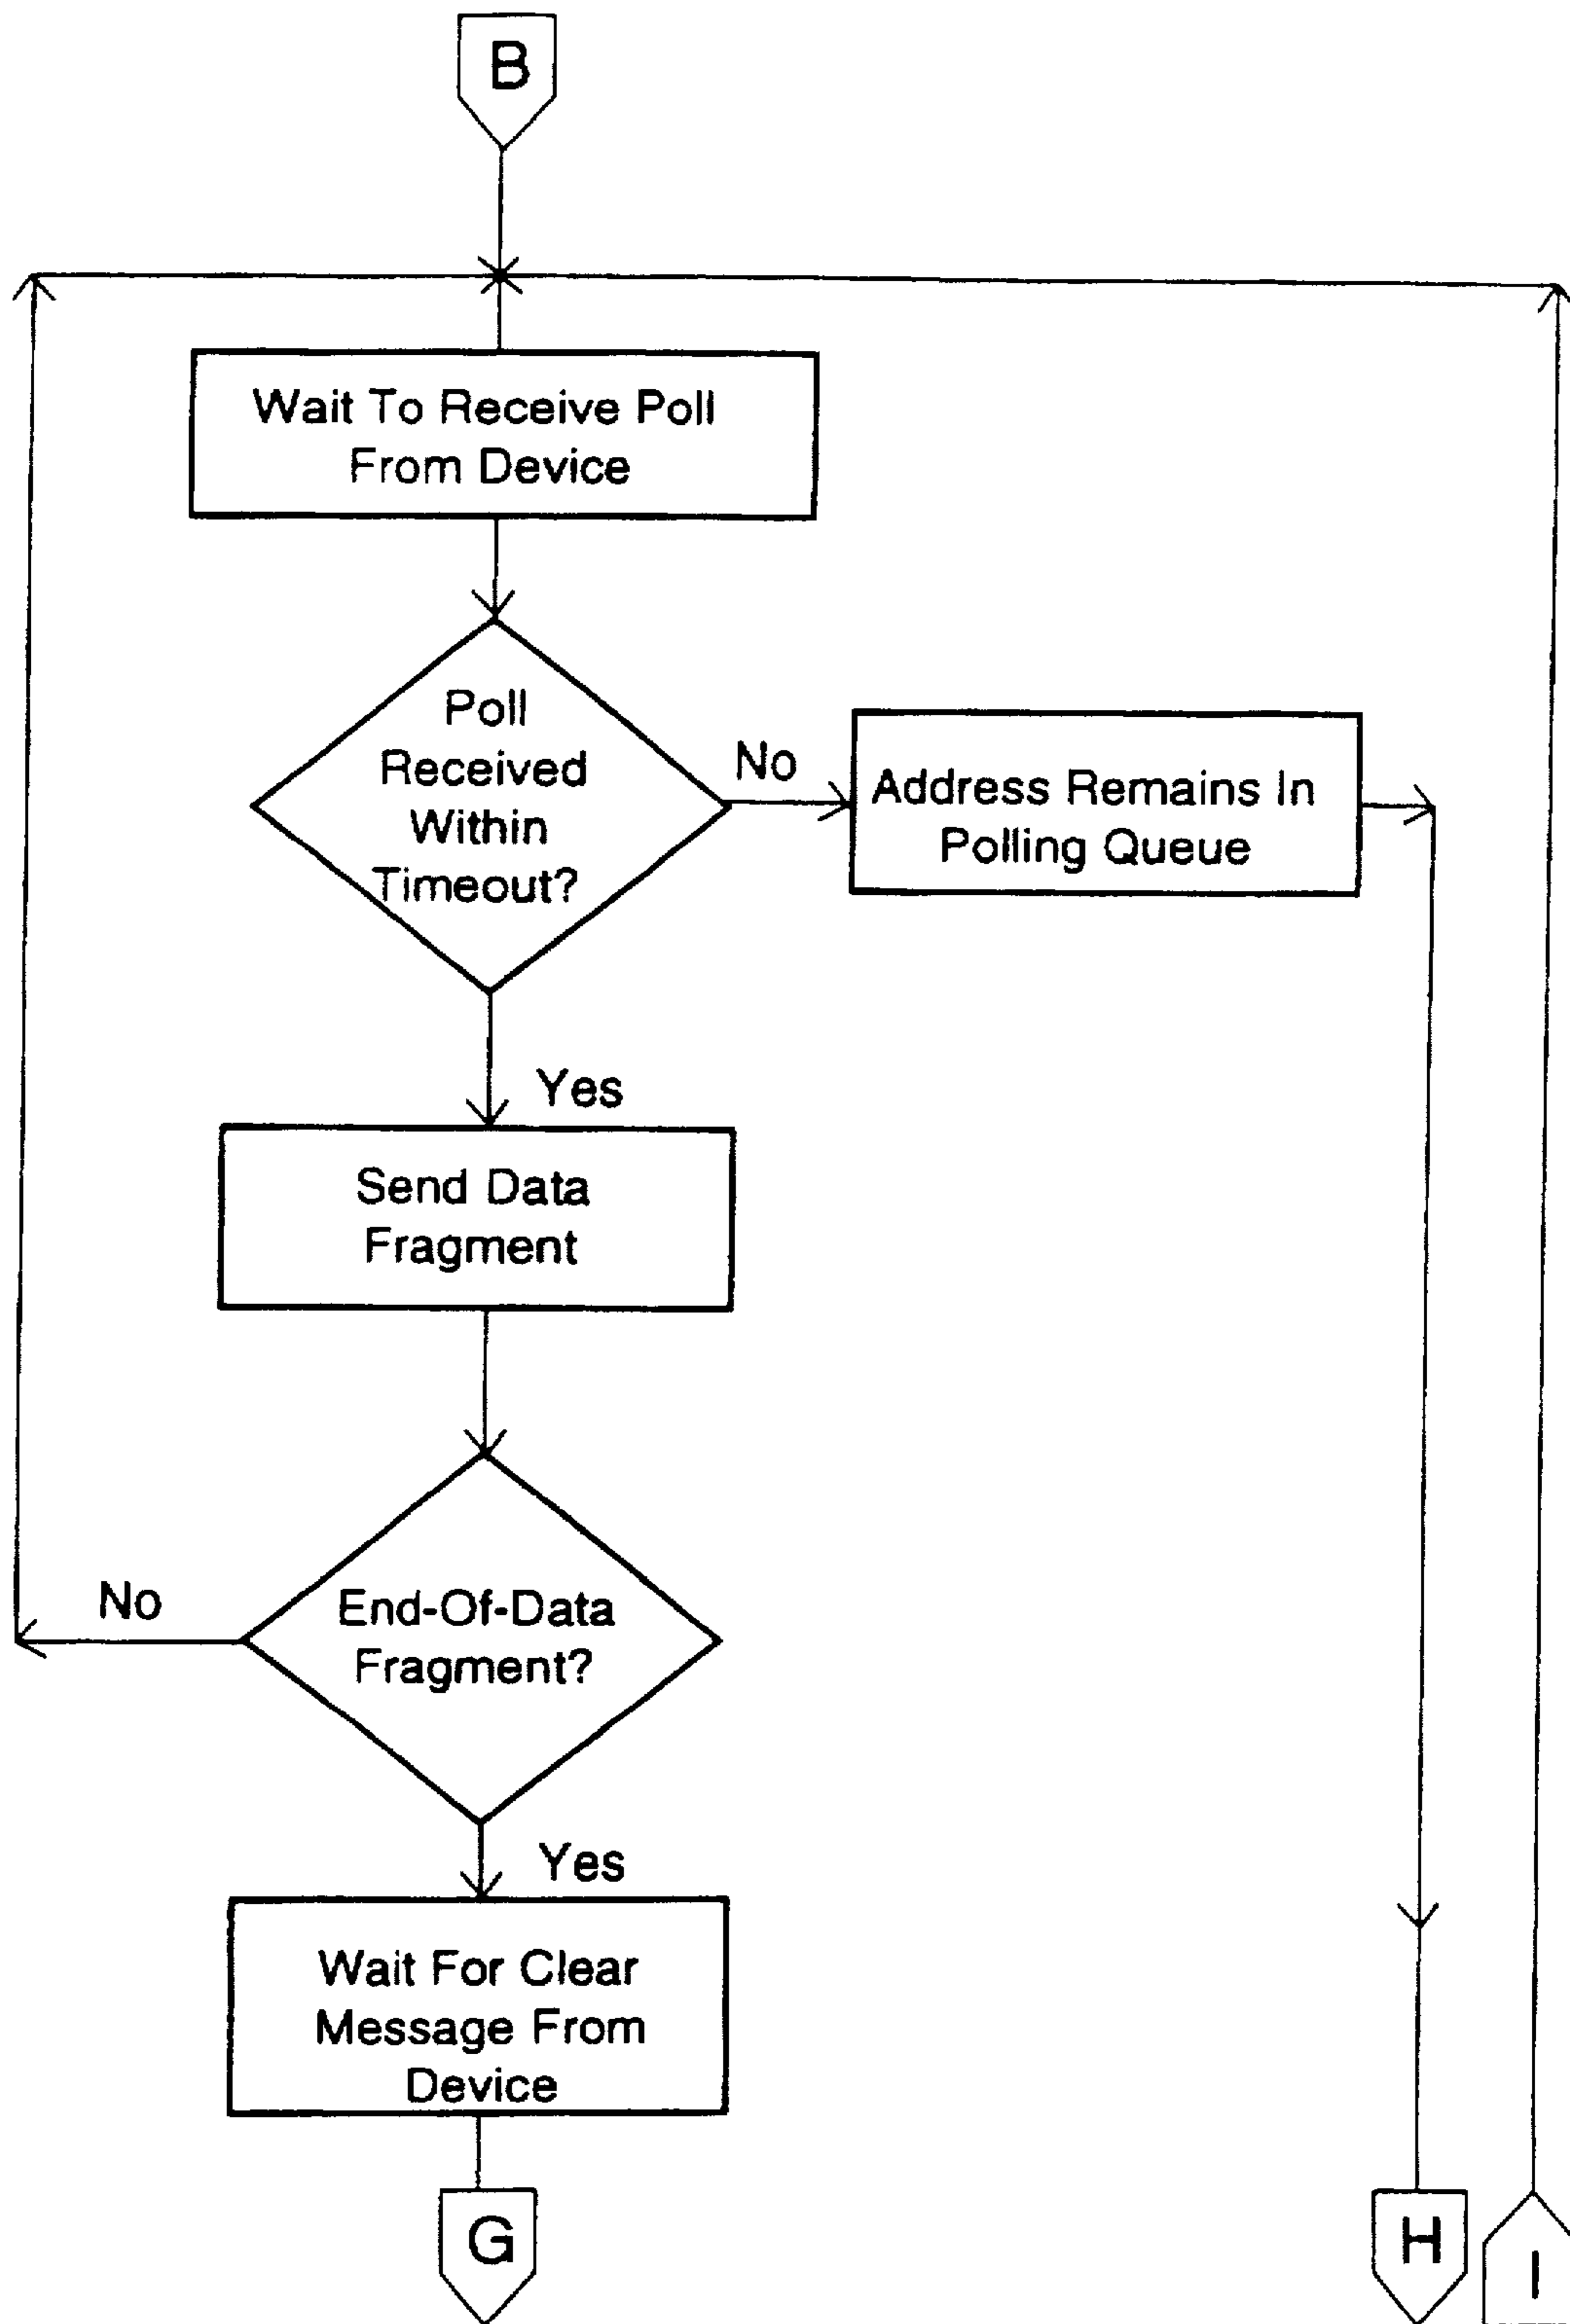 B
Wait To Receive Poll
From Device
Poll
Received
Within
Timeout?
No
Address Remains In
Polling Queue
Yes
Send Data
Fragment
No
End-Of-Data
Fragment?
Yes
Wait For Clear
Message From
Device
G
H
I